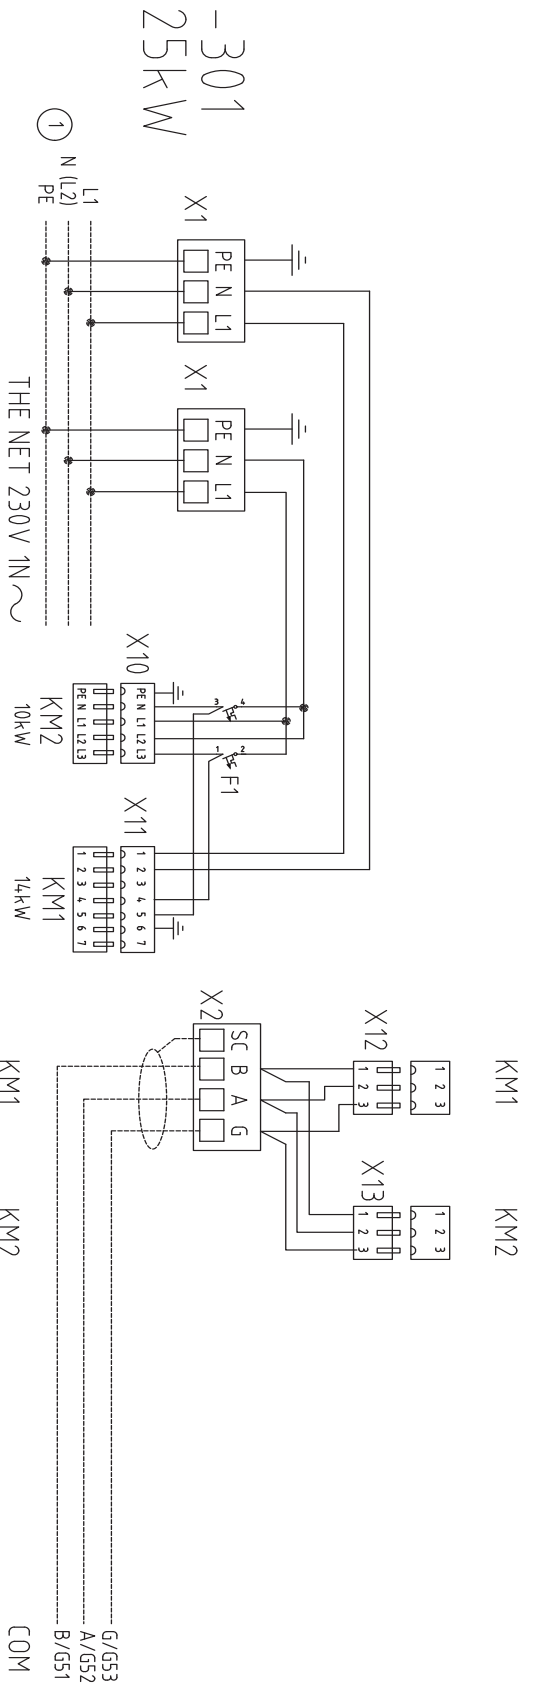 -301
25kW
1
L1
N (L2)
PE
THE NET 230V 1N~
X1
PE N L1
X1
PE N L1
X10
PE N L1 L2 L3
PE N L1 L2 L3
KM2
10kW
3 4
1 2
F1
X11
1 2 3 4 5 6 7
1 2 3 4 5 6 7
KM1
14kW
X2
SC B A G
X12
1 2 3
1 2 3
KM1
X13
1 2 3
1 2 3
KM2
KM1
KM2
G/G53
A/G52
B/G51
COM